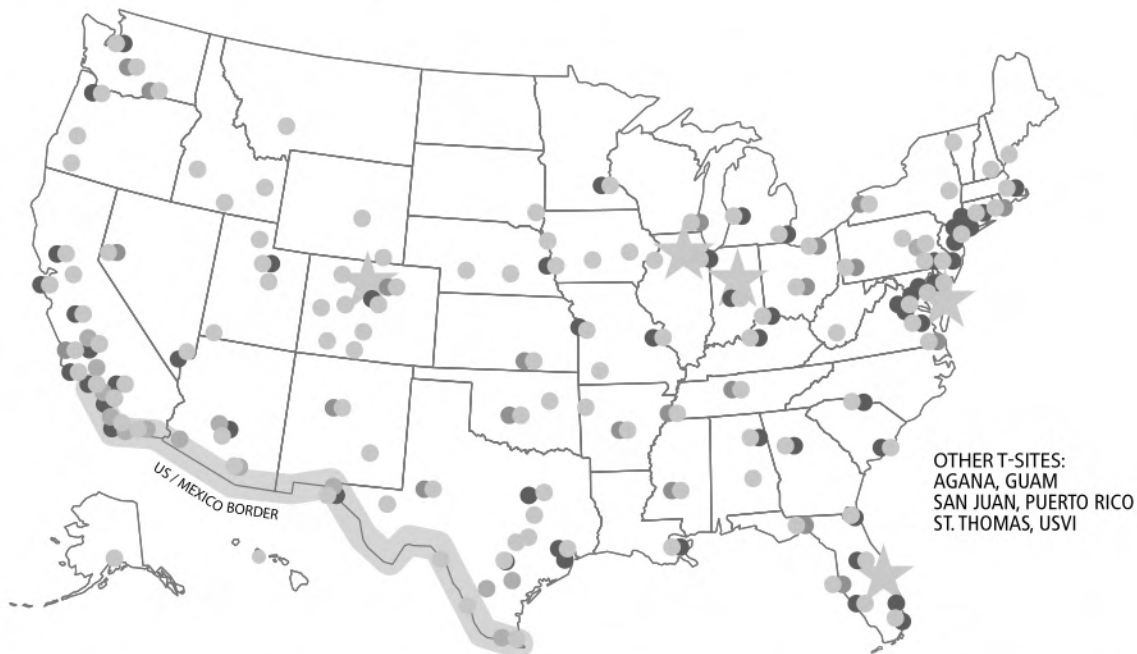 US / MEXICO BORDER
OTHER T-SITES:
AGANA, GUAM
SAN JUAN, PUERTO RICO
ST. THOMAS, USVI